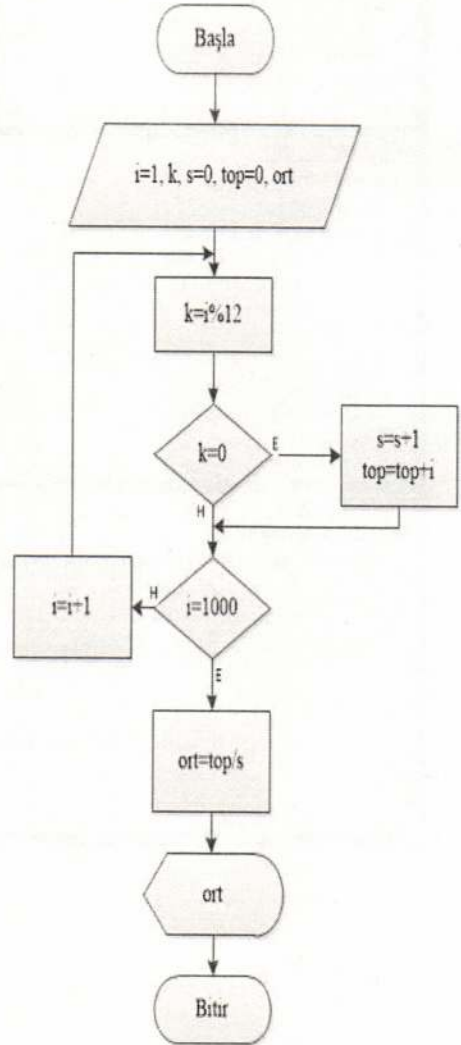 Başla
i=1, k, s=0, top=0, ort
k=i%12
k=0
E
s=s+1
top=top+i
H
i=1000
H
i=i+1
E
ort=top/s
ort
Bitir